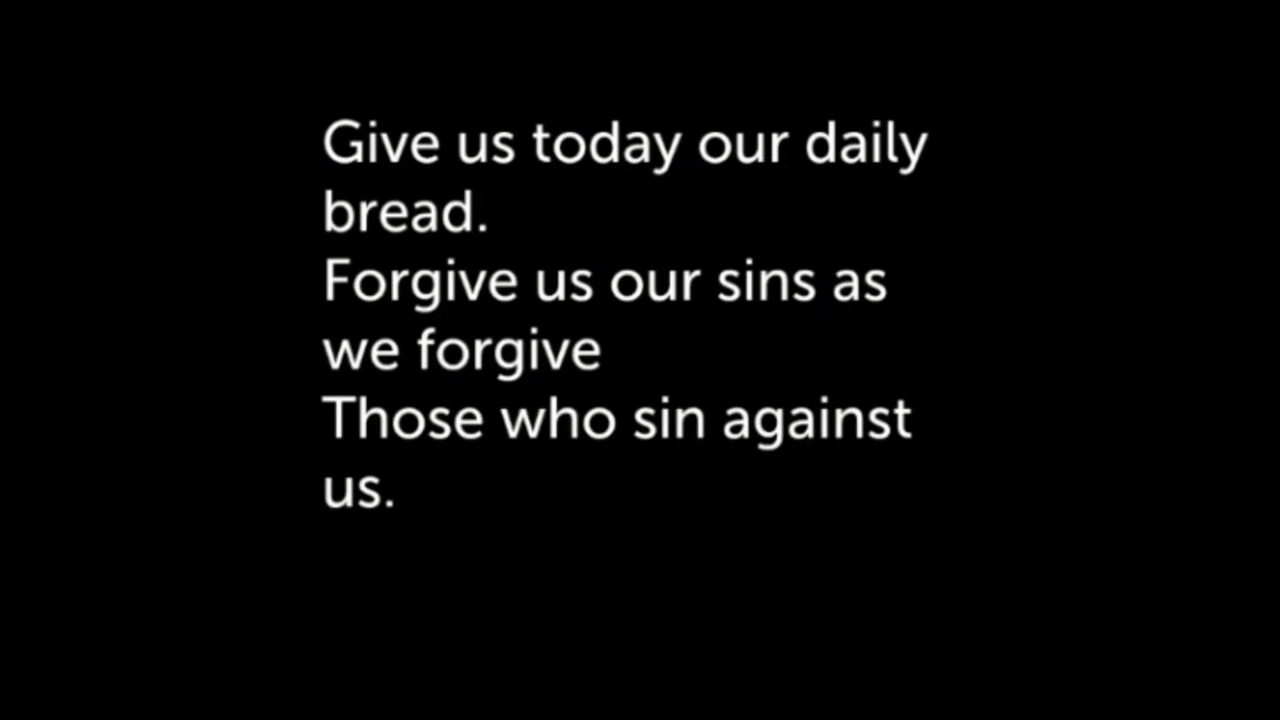 Give us today our daily
bread.
Forgive us our sins as
we forgive
Those who sin against
us.